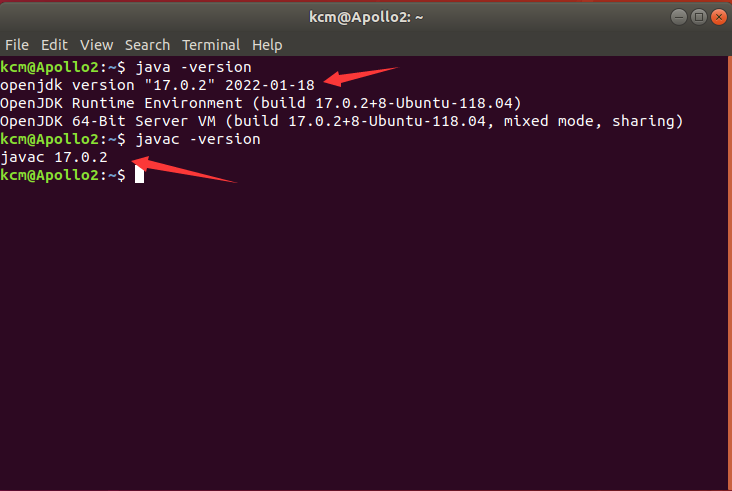 kcm@Apollo2: ~
File Edit View Search Terminal Help
kcm@Apollo2:~$ java -version
openjdk version "17.0.2" 2022-01-18
OpenJDK Runtime Environment (build 17.0.2+8-Ubuntu-118.04)
OpenJDK 64-Bit Server VM (build 17.0.2+8-Ubuntu-118.04, mixed mode, sharing)
kcm@Apollo2:~$ javac -version
javac 17.0.2
kcm@Apollo2:~$